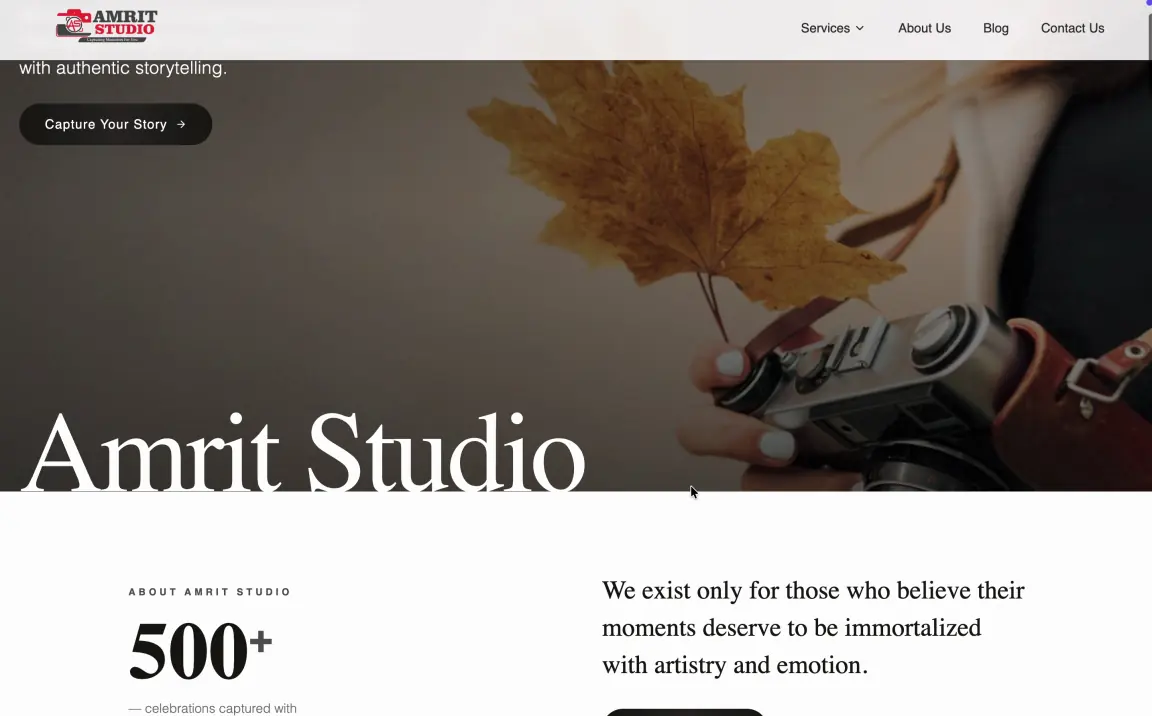 AMRIT
STUDIO
Services
About Us
Blog
Contact Us
with authentic storytelling.
Capture Your Story →
Amrit Studio
ABOUT AMRIT STUDIO
500+
— celebrations captured with
We exist only for those who believe their
moments deserve to be immortalized
with artistry and emotion.